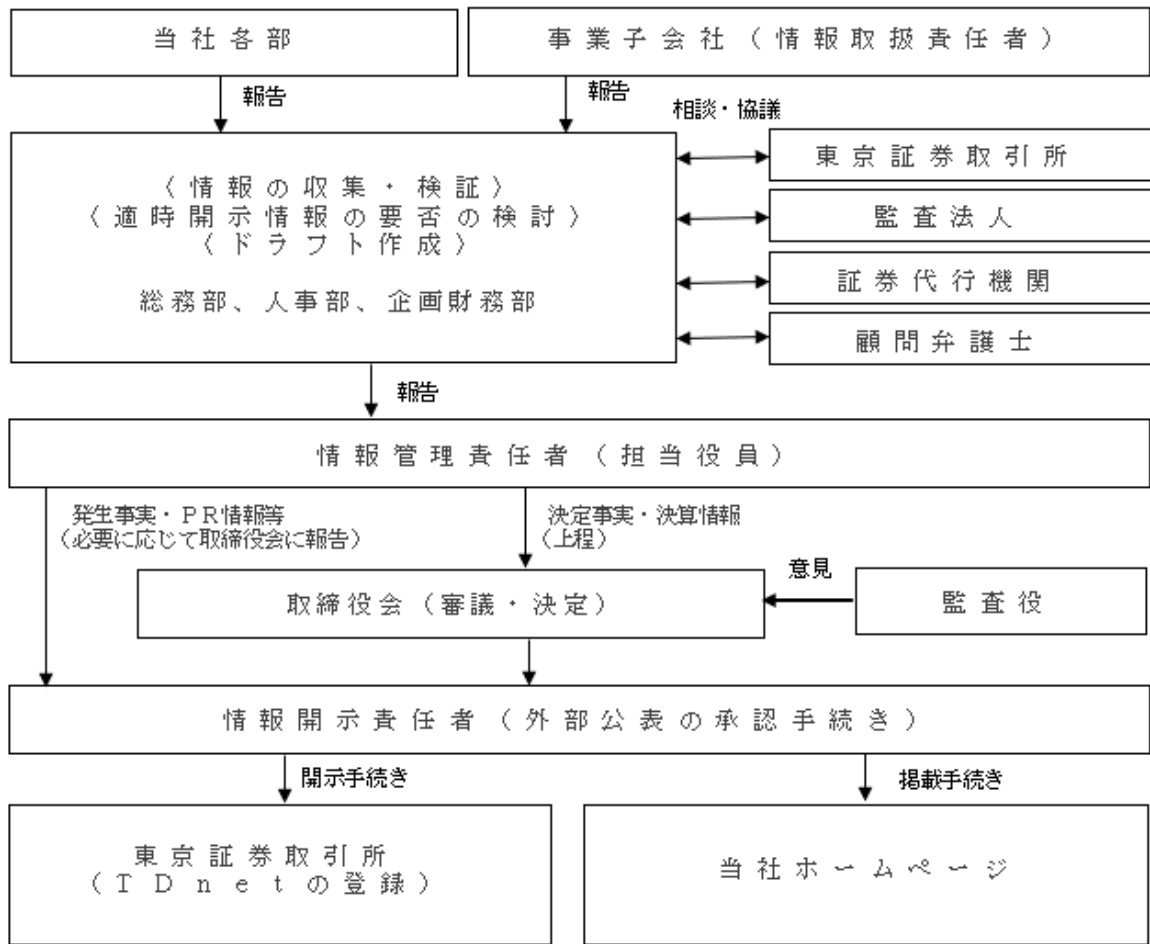 当社各部
事業子会社(情報取扱責任者)
報告
報告
相談・協議
〈情報の収集・検証〉
〈適時開示情報の要否の検討〉
〈ドラフト作成〉
総務部、人事部、企画財務部
東京証券取引所
監査法人
証券代行機関
顧問弁護士
報告
情報管理責任者(担当役員)
発生事実・PR情報等
(必要に応じて取締役会に報告)
決定事実・決算情報
(上程)
取締役会(審議・決定)
意見
監査役
情報開示責任者(外部公表の承認手続き)
開示手続き
掲載手続き
東京証券取引所
(TDnetの登録)
当社ホームページ